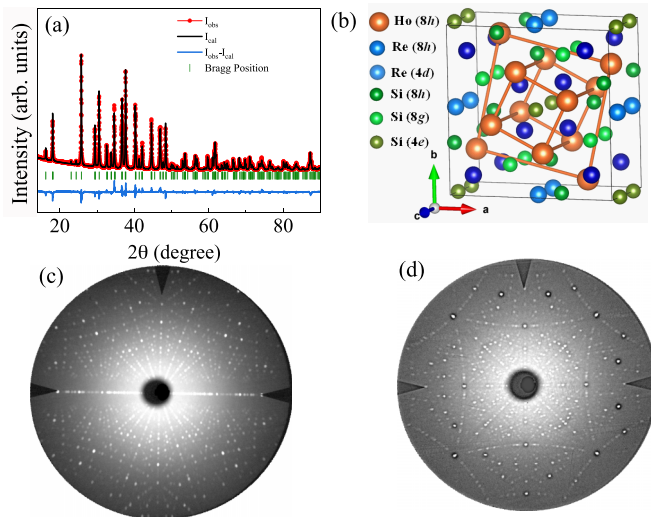 (a)
I_obs
I_cal
I_obs-I_cal
Bragg Position
Intensity (arb. units)
20 40 60 80
2θ (degree)
(b)
Ho (8h)
Re (8h)
Re (4d)
Si (8h)
Si (8g)
Si (4e)
b
a
c
(c)
(d)